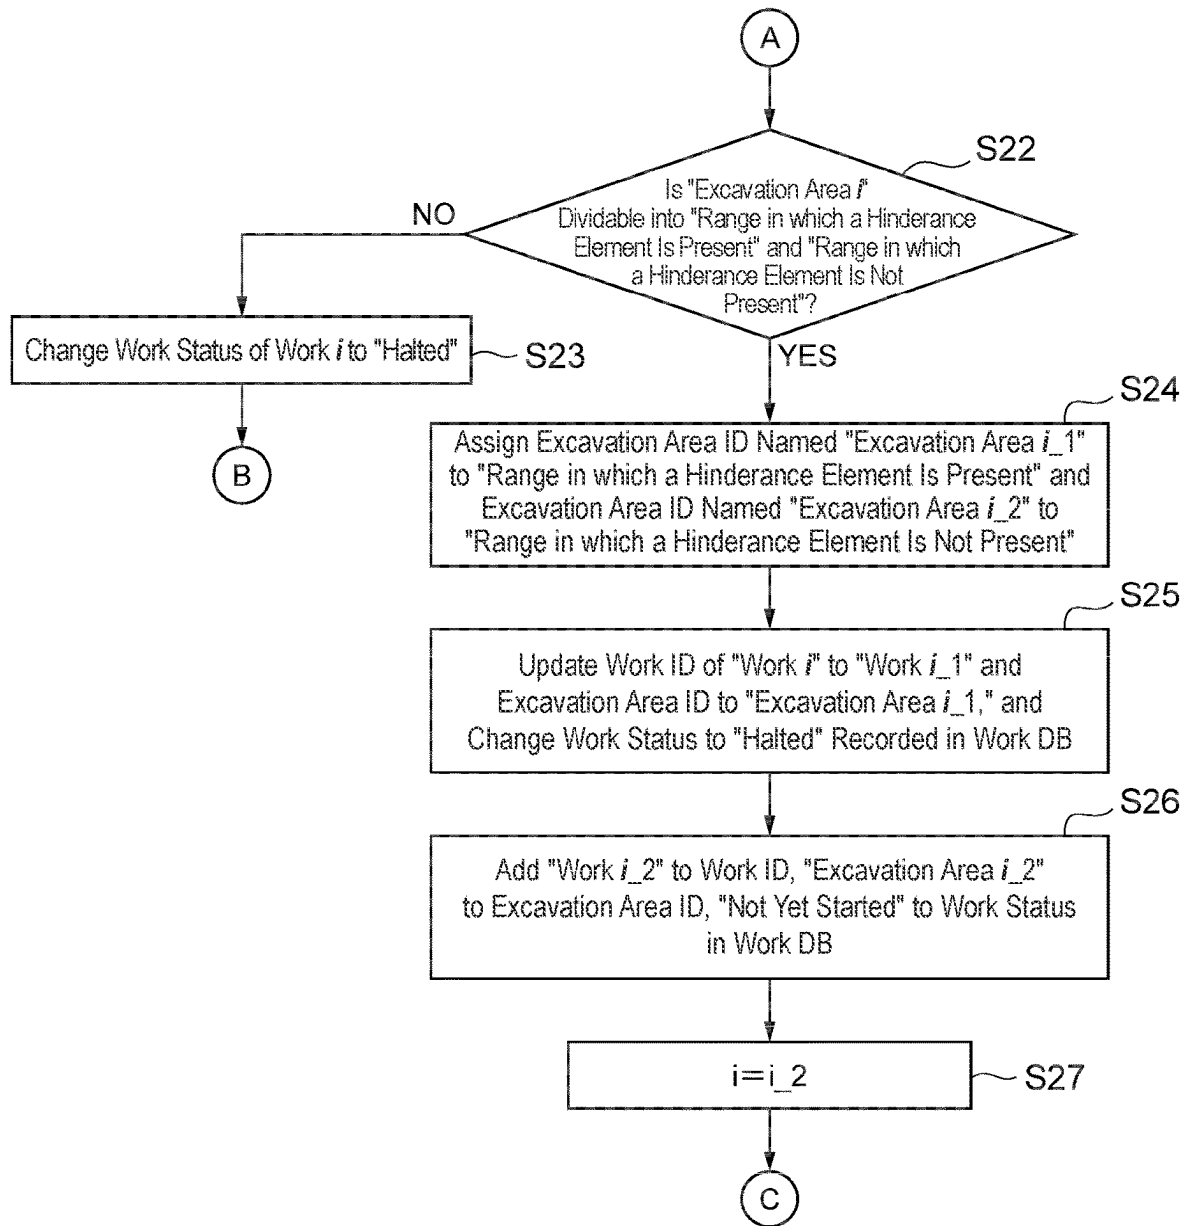 A
S22
Is "Excavation Area i"
Dividable into "Range in which a Hinderance
Element Is Present" and "Range in which
a Hinderance Element Is Not
Present"?
NO
YES
Change Work Status of Work i to "Halted"
S23
B
S24
Assign Excavation Area ID Named "Excavation Area i_1"
to "Range in which a Hinderance Element Is Present" and
Excavation Area ID Named "Excavation Area i_2" to
"Range in which a Hinderance Element Is Not Present"
S25
Update Work ID of "Work i" to "Work i_1" and
Excavation Area ID to "Excavation Area i_1," and
Change Work Status to "Halted" Recorded in Work DB
S26
Add "Work i_2" to Work ID, "Excavation Area i_2"
to Excavation Area ID, "Not Yet Started" to Work Status
in Work DB
i=i_2
S27
C